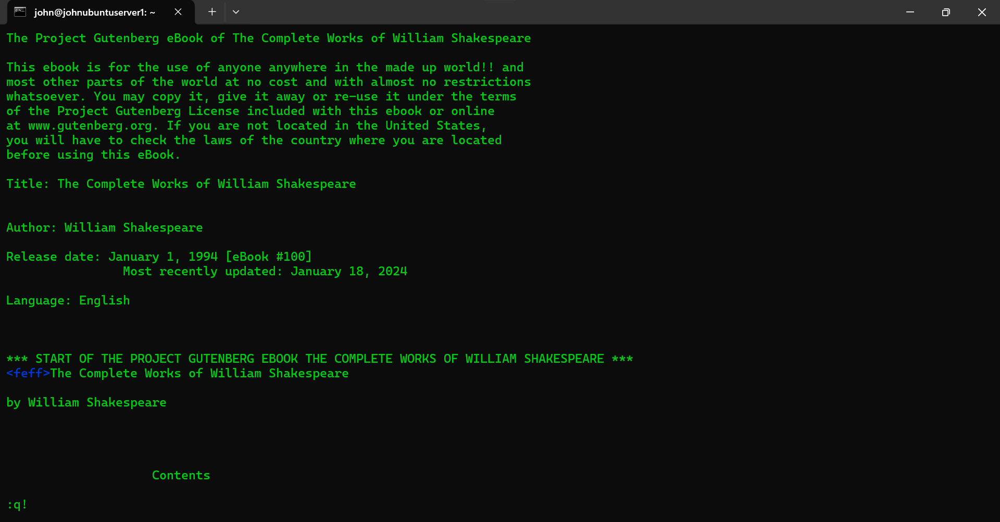 john@johnubuntuserver1: ~
The Project Gutenberg eBook of The Complete Works of William Shakespeare
This ebook is for the use of anyone anywhere in the made up world!! and
most other parts of the world at no cost and with almost no restrictions
whatsoever. You may copy it, give it away or re-use it under the terms
of the Project Gutenberg License included with this ebook or online
at www.gutenberg.org. If you are not located in the United States,
you will have to check the laws of the country where you are located
before using this eBook.
Title: The Complete Works of William Shakespeare
Author: William Shakespeare
Release date: January 1, 1994 [eBook #100]
Most recently updated: January 18, 2024
Language: English
*** START OF THE PROJECT GUTENBERG EBOOK THE COMPLETE WORKS OF WILLIAM SHAKESPEARE ***
<feff>The Complete Works of William Shakespeare
by William Shakespeare
Contents
:q!